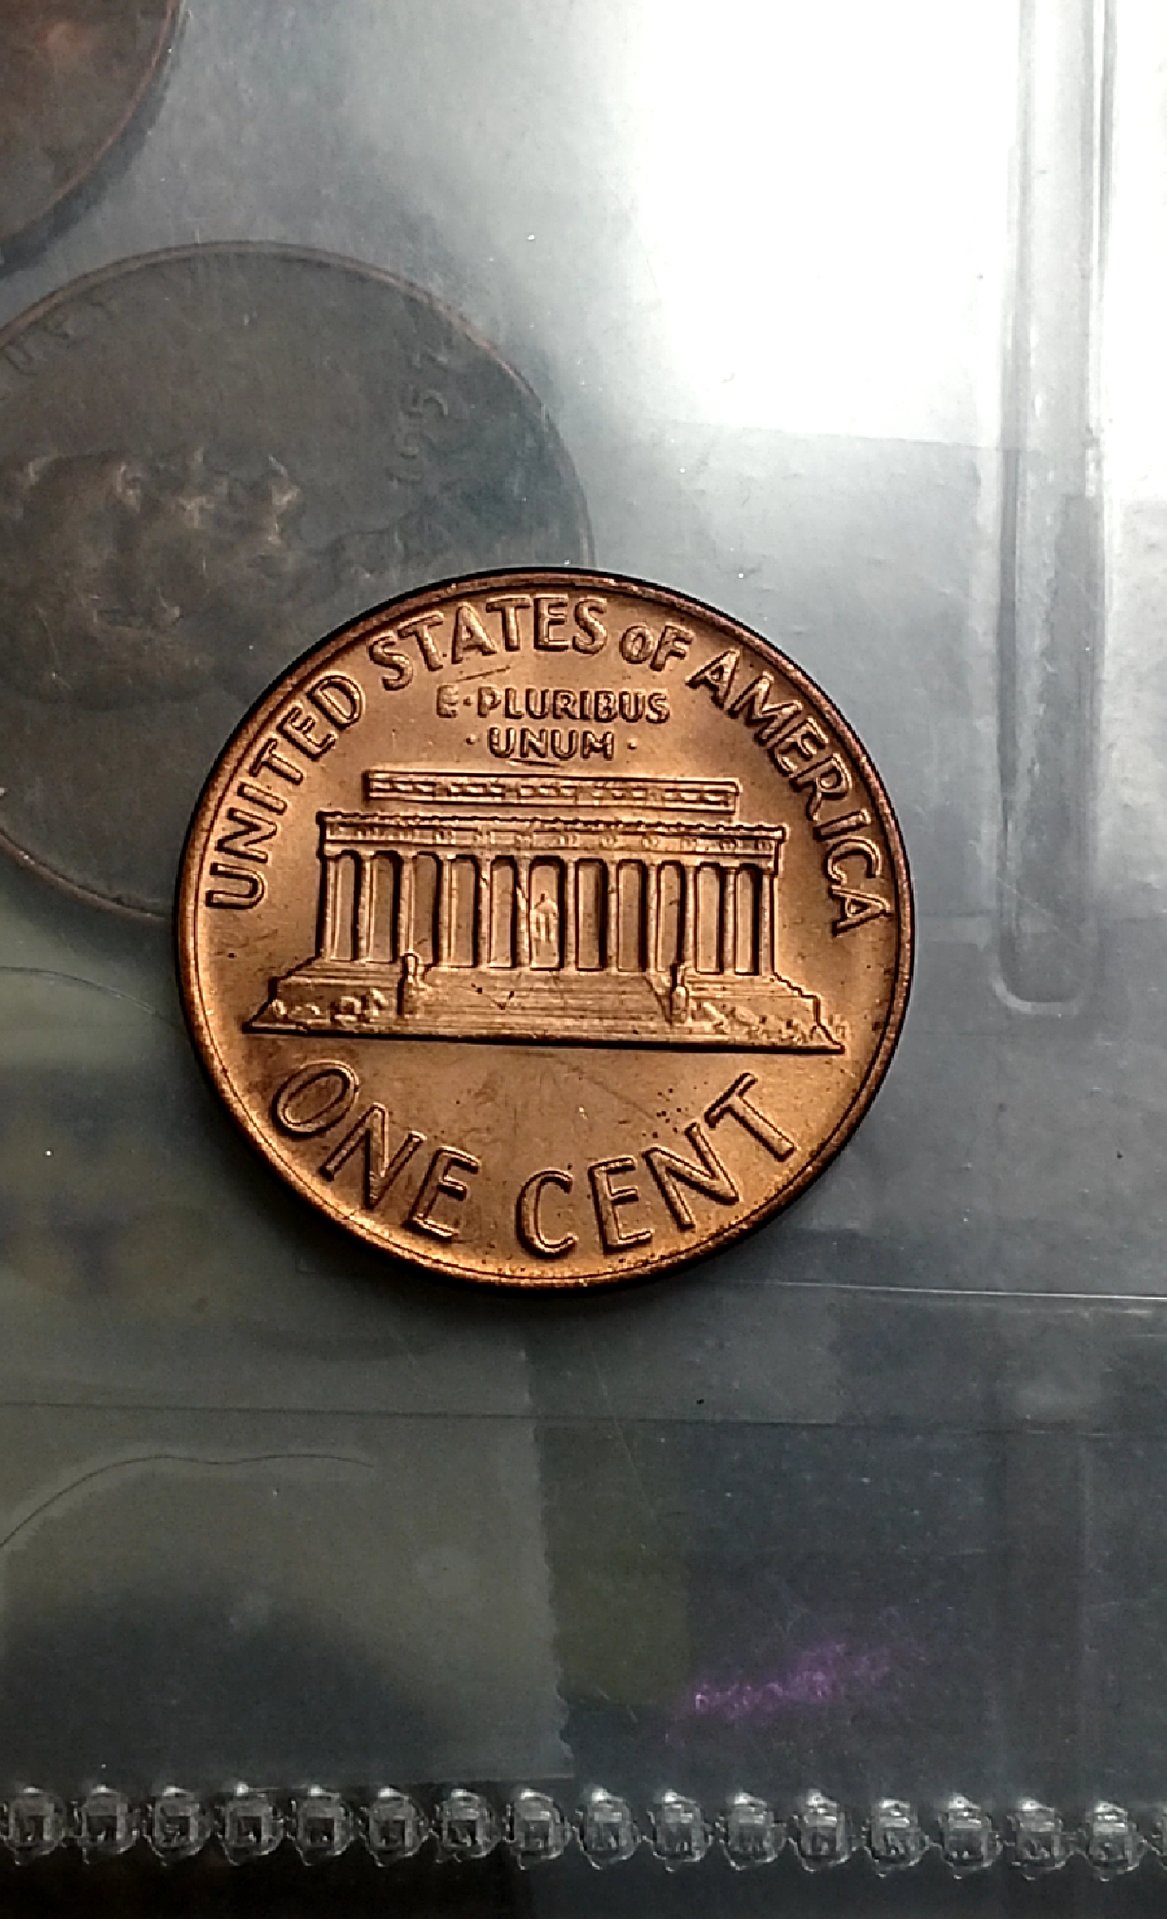 UNITED STATES OF AMERICA
E·PLURIBUS
·UNUM·
ONE CENT